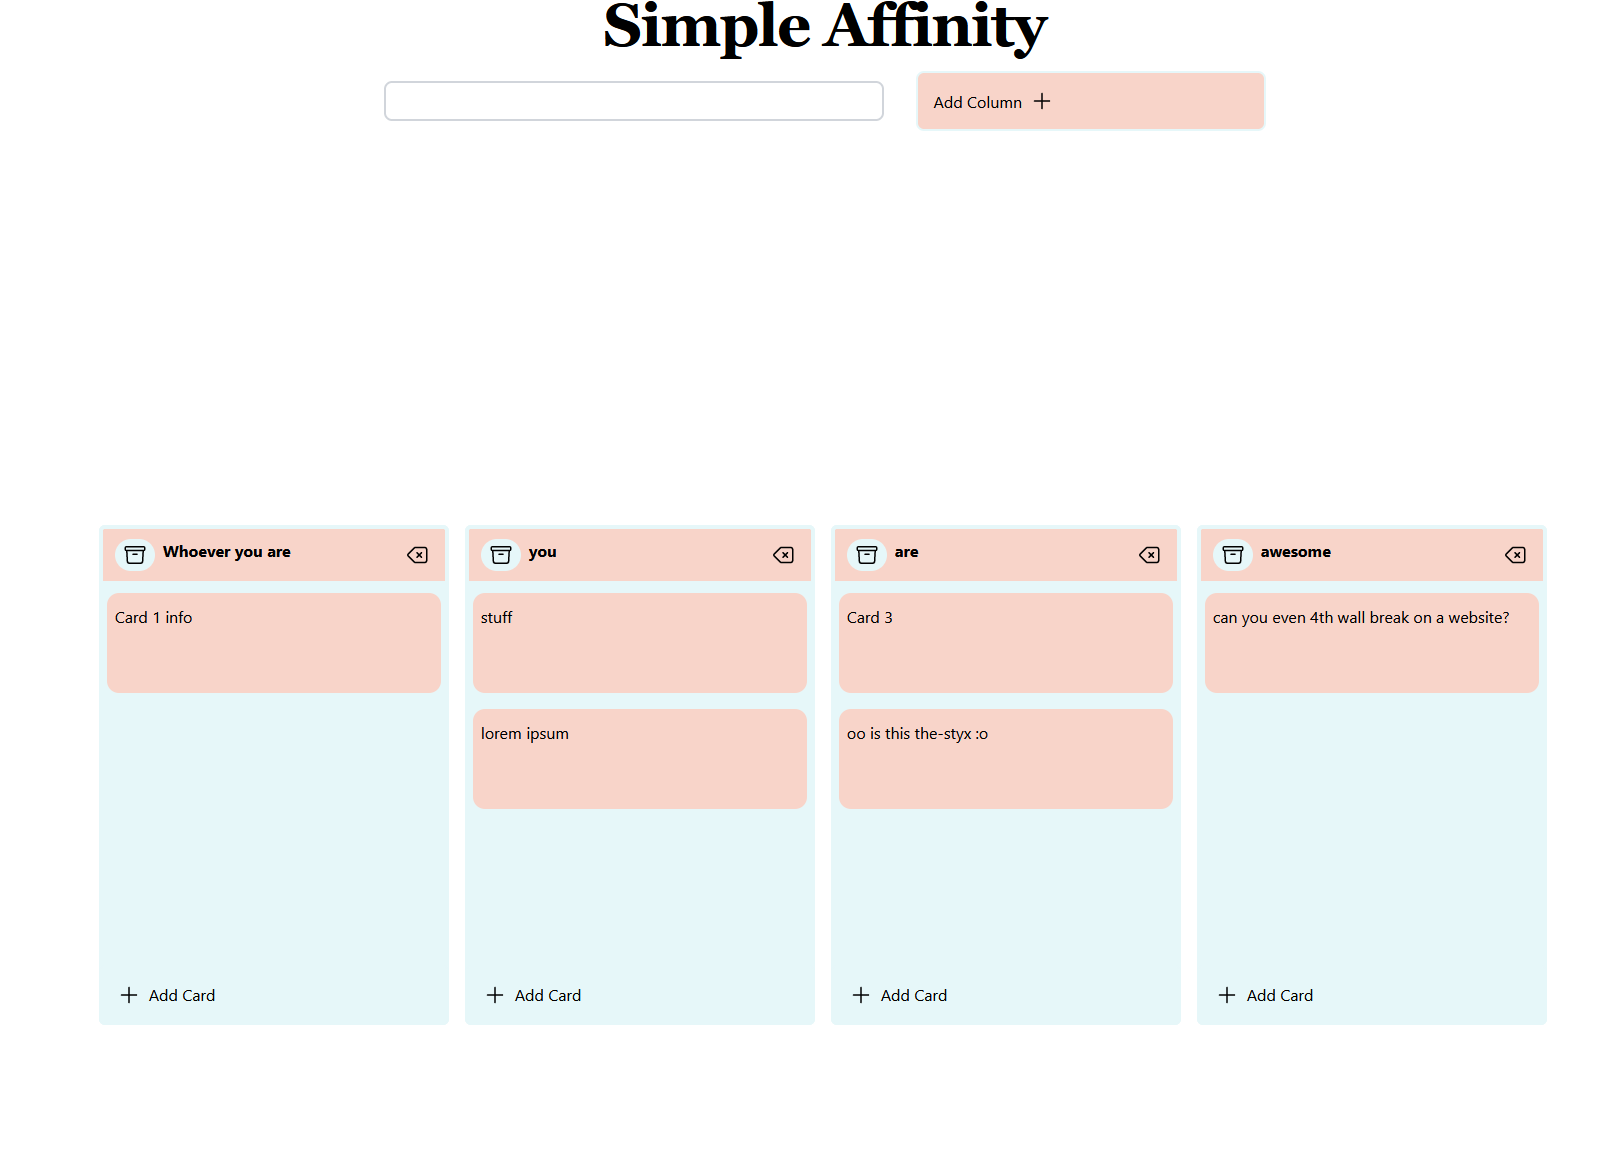 Simple Affinity
Add Column
Whoever you are
Card 1 info
Add Card
you
stuff
lorem ipsum
Add Card
are
Card 3
oo is this the-styx :o
Add Card
awesome
can you even 4th wall break on a website?
Add Card